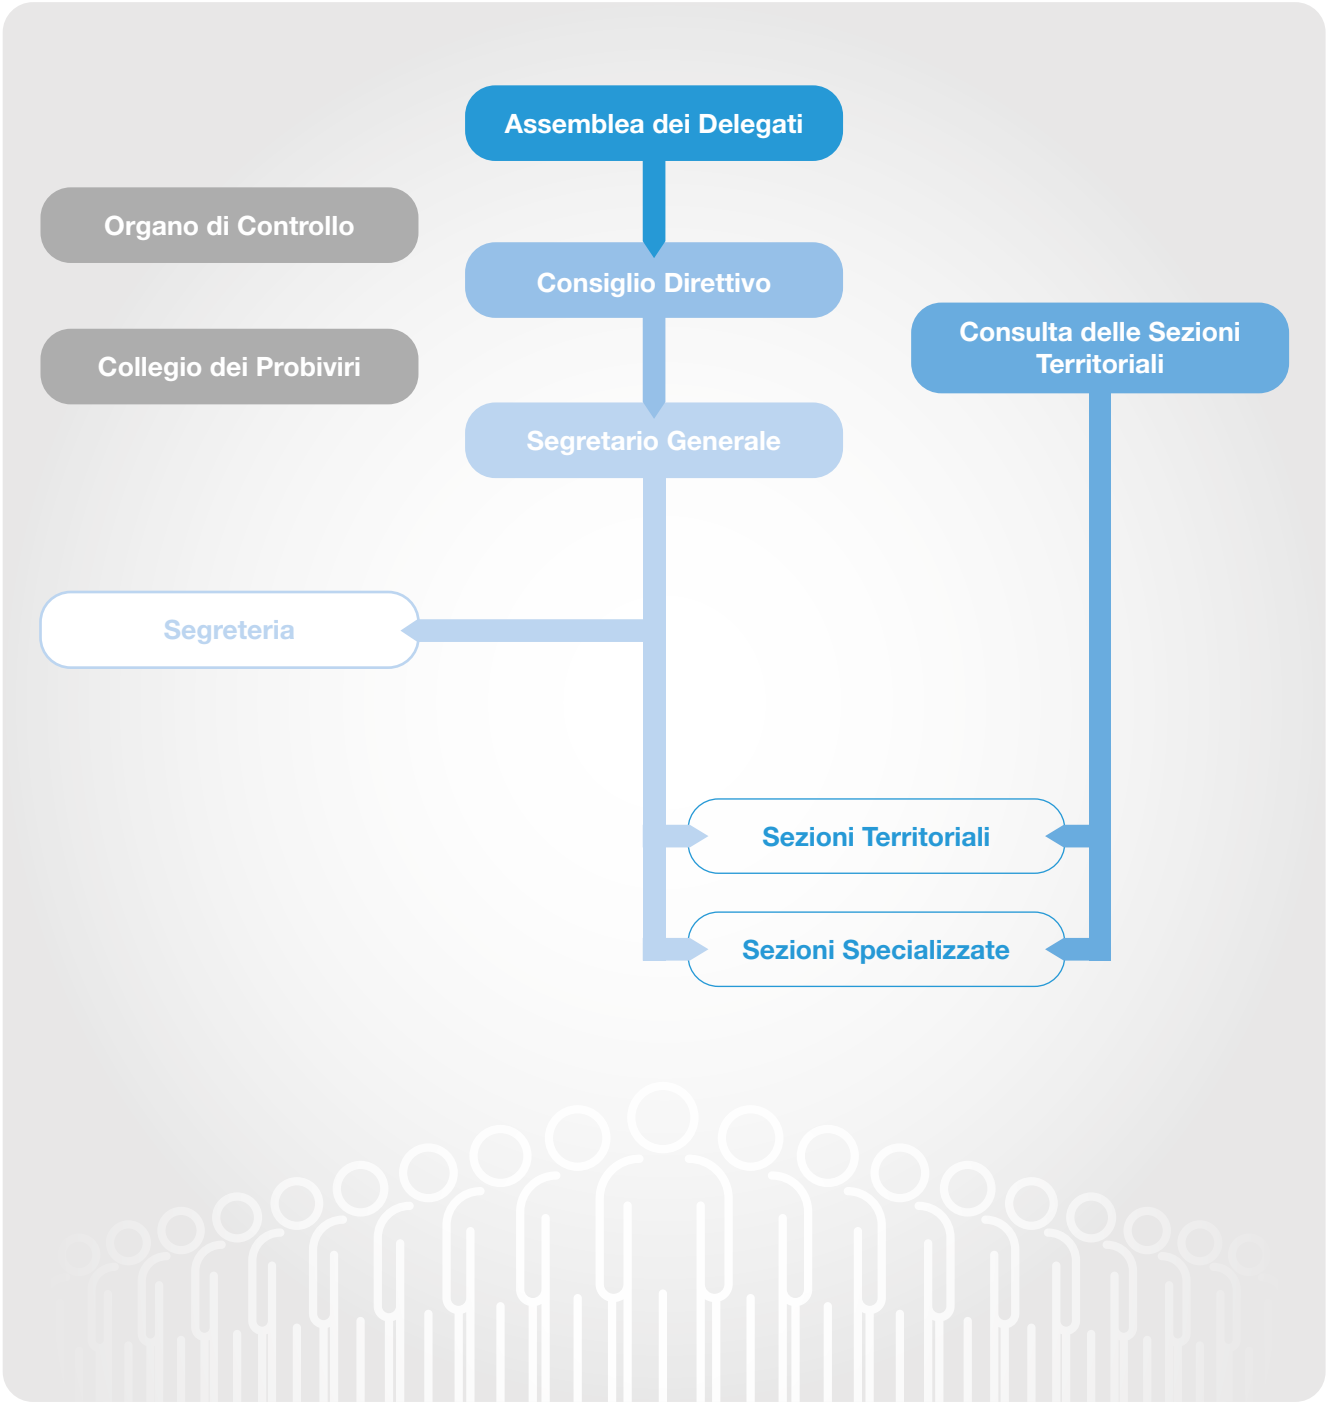 Assemblea dei Delegati
Organo di Controllo
Consiglio Direttivo
Consulta delle Sezioni
Territoriali
Collegio dei Probiviri
Segretario Generale
Segreteria
Sezioni Territoriali
Sezioni Specializzate